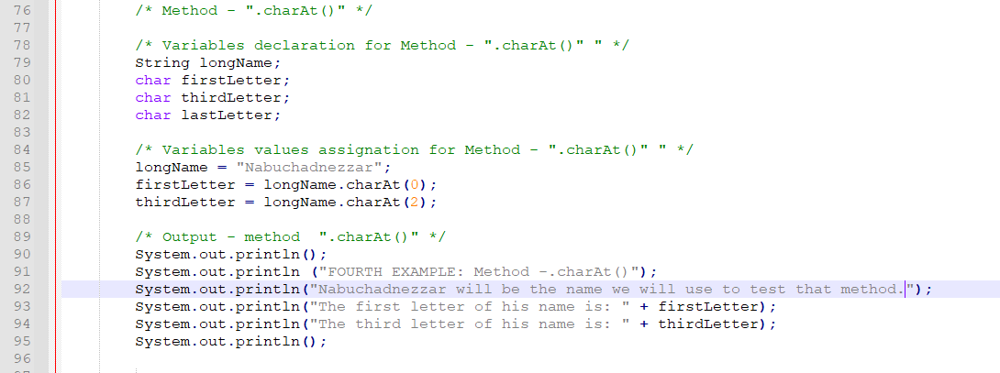 76 /* Method - ".charAt()" */
77
78 /* Variables declaration for Method - ".charAt()" " */
79 String longName;
80 char firstLetter;
81 char thirdLetter;
82 char lastLetter;
83
84 /* Variables values assignation for Method - ".charAt()" " */
85 longName = "Nabuchadnezzar";
86 firstLetter = longName.charAt(0);
87 thirdLetter = longName.charAt(2);
88
89 /* Output - method  ".charAt()" */
90 System.out.println();
91 System.out.println ("FOURTH EXAMPLE: Method -.charAt()");
92 System.out.println("Nabuchadnezzar will be the name we will use to test that method.");
93 System.out.println("The first letter of his name is: " + firstLetter);
94 System.out.println("The third letter of his name is: " + thirdLetter);
95 System.out.println();
96